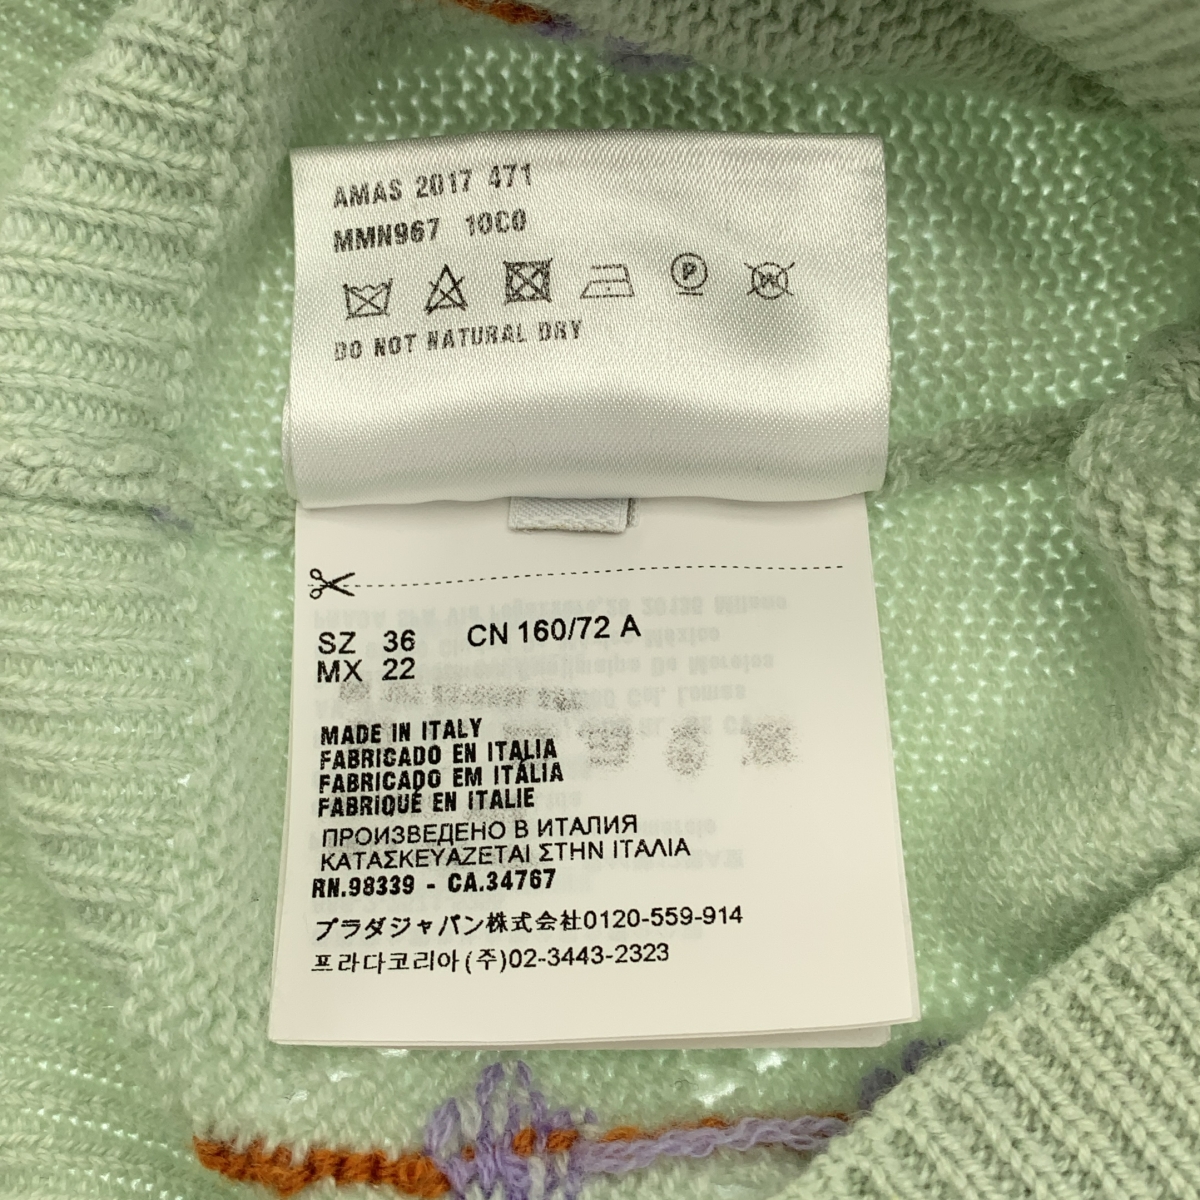 AMAS 2017 471
MMN967 10C0
P W
DO NOT NATURAL DRY
SZ 36 CN 160/72 A
MX 22
MADE IN ITALY
FABRICADO EN ITALIA
FABRICADO EM ITÁLIA
FABRIQUÉ EN ITALIE
ПРОИЗВЕДЕНО В ИТАЛИЯ
ΚΑΤΑΣΚΕΥΑΖΕΤΑΙ ΣΤΗΝ ΙΤΑΛΙΑ
RN.98339 - CA.34767
プラダジャパン株式会社0120-559-914
프라다코리아(주)02-3443-2323